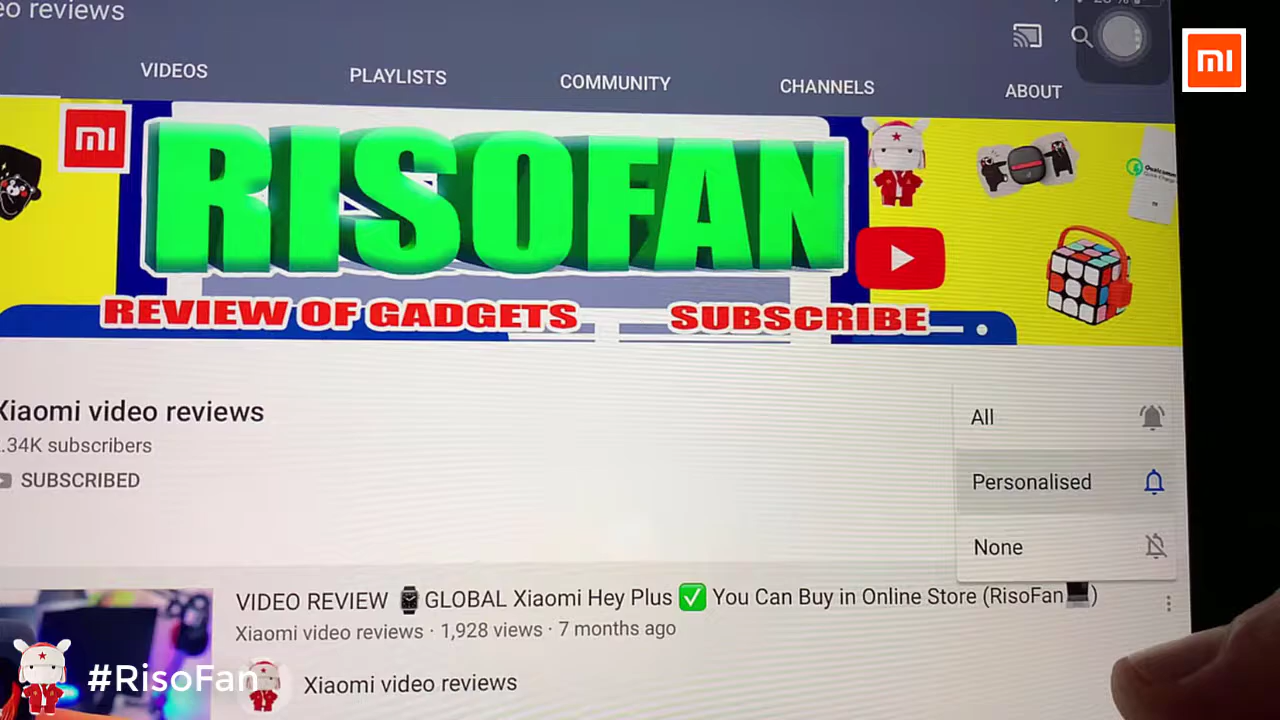 eo reviews
VIDEOS
PLAYLISTS
COMMUNITY
CHANNELS
ABOUT
mi
mi
RISOFAN
Qualcomm
REVIEW OF GADGETS
SUBSCRIBE
Xiaomi video reviews
.34K subscribers
SUBSCRIBED
All
Personalised
None
VIDEO REVIEW ⌚GLOBAL Xiaomi Hey Plus ✅ You Can Buy in Online Store (RisoFan💻)
Xiaomi video reviews · 1,928 views · 7 months ago
#RisoFan
Xiaomi video reviews